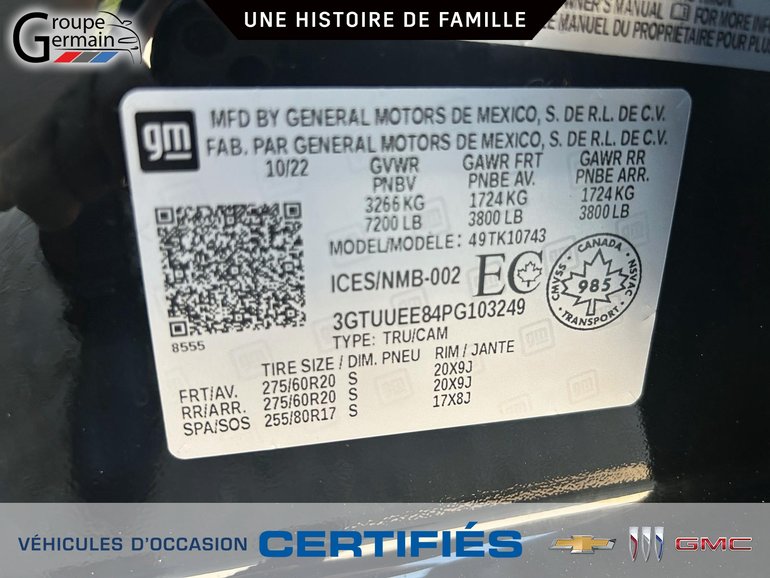 Groupe
Germain
UNE HISTOIRE DE FAMILLE
OWNER'S MANUAL FOR MORE INFO
LE MANUEL DU PROPRIÉTAIRE POUR PLUS
gm
MFD BY GENERAL MOTORS DE MEXICO, S. DE R.L. DE C.V.
FAB. PAR GENERAL MOTORS DE MEXICO, S. DE R.L. DE C.V.
10/22 GVWR GAWR FRT GAWR RR
PNBV PNBE AV. PNBE ARR.
3266 KG 1724 KG 1724 KG
7200 LB 3800 LB 3800 LB
MODEL/MODÈLE: 49TK10743
ICES/NMB-002 EC
CANADA
CMVSS 985 NSVAC
TRANSPORT
3GTUUEE84PG103249
8555
TYPE: TRU/CAM
TIRE SIZE / DIM. PNEU RIM / JANTE
FRT/AV. 275/60R20 S 20X9J
RR/ARR. 275/60R20 S 20X9J
SPA/SOS 255/80R17 S 17X8J
VÉHICULES D'OCCASION CERTIFIÉS GMC